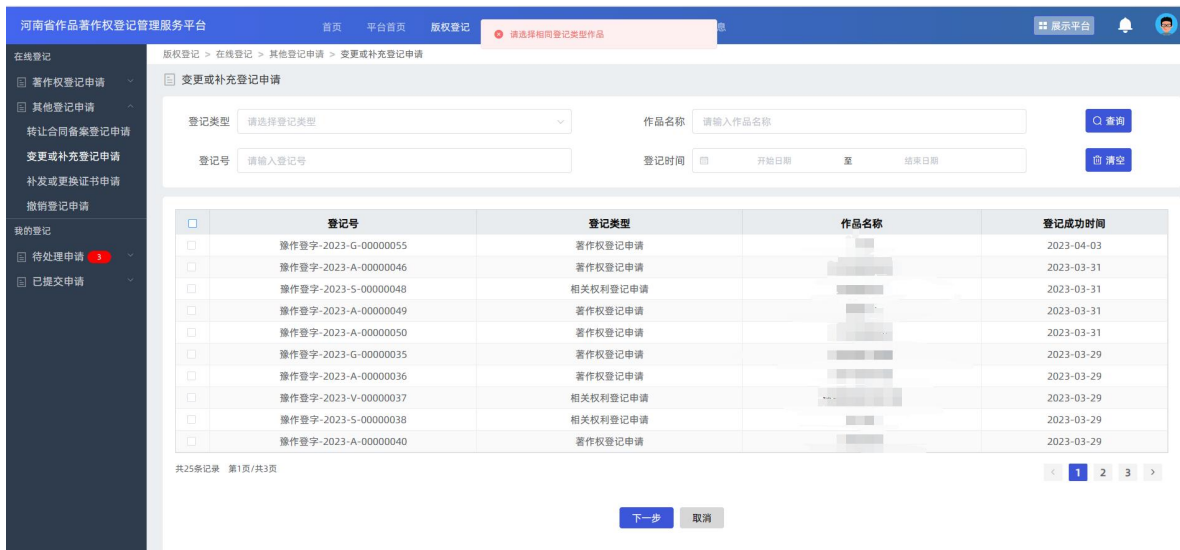 河南省作品著作权登记管理服务平台 首页 平台首页 版权登记 请选择相同登记类型作品 息 展示平台
在线登记
著作权登记申请
其他登记申请
转让合同备案登记申请
变更或补充登记申请
补发或更换证书申请
撤销登记申请
我的登记
待处理申请 3
已提交申请
版权登记 > 在线登记 > 其他登记申请 > 变更或补充登记申请
变更或补充登记申请
登记类型 请选择登记类型 作品名称 请输入作品名称 查询
登记号 请输入登记号 登记时间 开始日期 至 结束日期 清空
登记号 登记类型 作品名称 登记成功时间
豫作登字-2023-G-00000055 著作权登记申请 2023-04-03
豫作登字-2023-A-00000046 著作权登记申请 2023-03-31
豫作登字-2023-S-00000048 相关权利登记申请 2023-03-31
豫作登字-2023-A-00000049 著作权登记申请 2023-03-31
豫作登字-2023-A-00000050 著作权登记申请 2023-03-31
豫作登字-2023-G-00000035 著作权登记申请 2023-03-29
豫作登字-2023-A-00000036 著作权登记申请 2023-03-29
豫作登字-2023-V-00000037 相关权利登记申请 2023-03-29
豫作登字-2023-S-00000038 相关权利登记申请 2023-03-29
豫作登字-2023-A-00000040 著作权登记申请 2023-03-29
共25条记录 第1页/共3页 < 1 2 3 >
下一步 取消